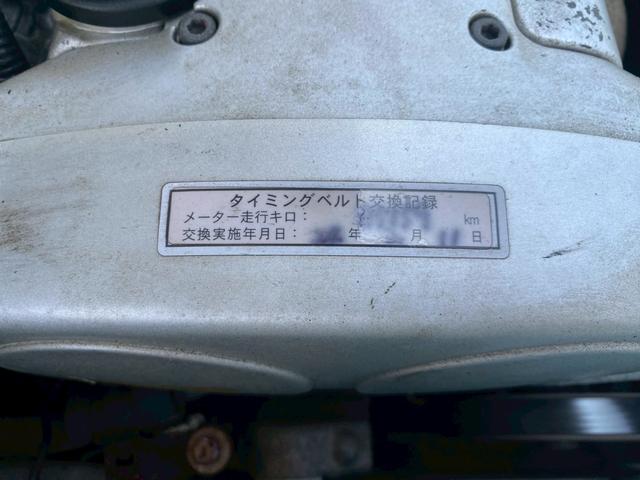 タイミングベルト交換記録
メーター走行キロ： km
交換実施年月日： 年 月 日